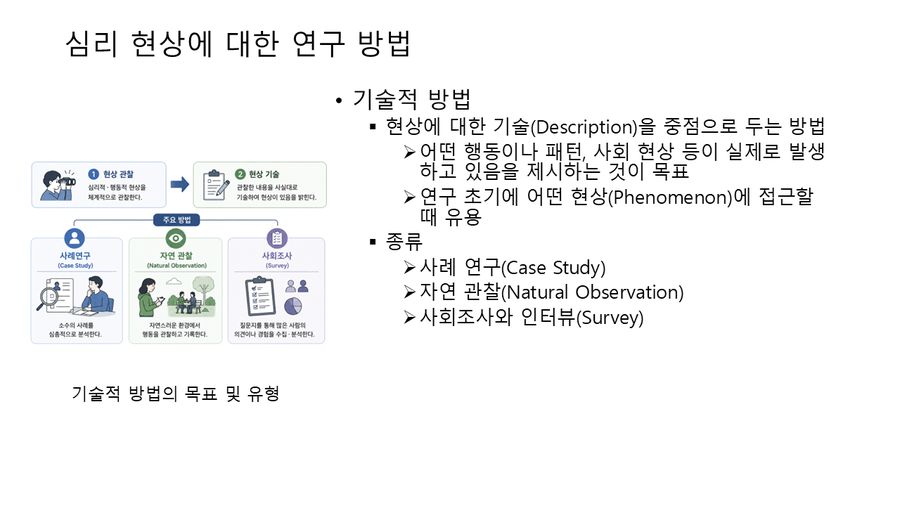 심리 현상에 대한 연구 방법
• 기술적 방법
▪ 현상에 대한 기술(Description)을 중점으로 두는 방법
➢ 어떤 행동이나 패턴, 사회 현상 등이 실제로 발생
하고 있음을 제시하는 것이 목표
➢ 연구 초기에 어떤 현상(Phenomenon)에 접근할
때 유용
▪ 종류
➢ 사례 연구(Case Study)
➢ 자연 관찰(Natural Observation)
➢ 사회조사와 인터뷰(Survey)
1 현상 관찰
심리적·행동적 현상을
체계적으로 관찰한다.
2 현상 기술
관찰한 내용을 사실대로
기술하여 현상이 있음을 밝힌다.
주요 방법
사례연구
(Case Study)
소수의 사례를
심층적으로 분석한다.
자연 관찰
(Natural Observation)
자연스러운 환경에서
행동을 관찰하고 기록한다.
사회조사
(Survey)
질문지를 통해 많은 사람의
의견이나 경험을 수집·분석한다.
기술적 방법의 목표 및 유형